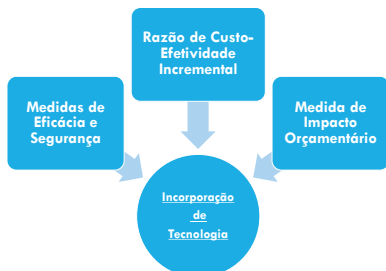 Razão de Custo-
Efetividade
Incremental
Medidas de
Eficácia e
Segurança
Medida de
Impacto
Orçamentário
Incorporação
de
Tecnologia